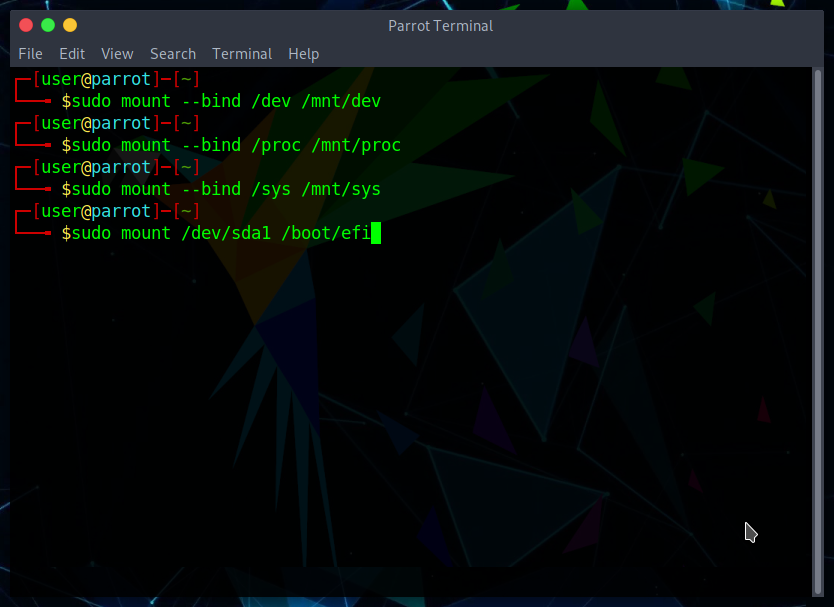 Parrot Terminal
File Edit View Search Terminal Help
[user@parrot]─[~]
$sudo mount --bind /dev /mnt/dev
[user@parrot]─[~]
$sudo mount --bind /proc /mnt/proc
[user@parrot]─[~]
$sudo mount --bind /sys /mnt/sys
[user@parrot]─[~]
$sudo mount /dev/sda1 /boot/efi